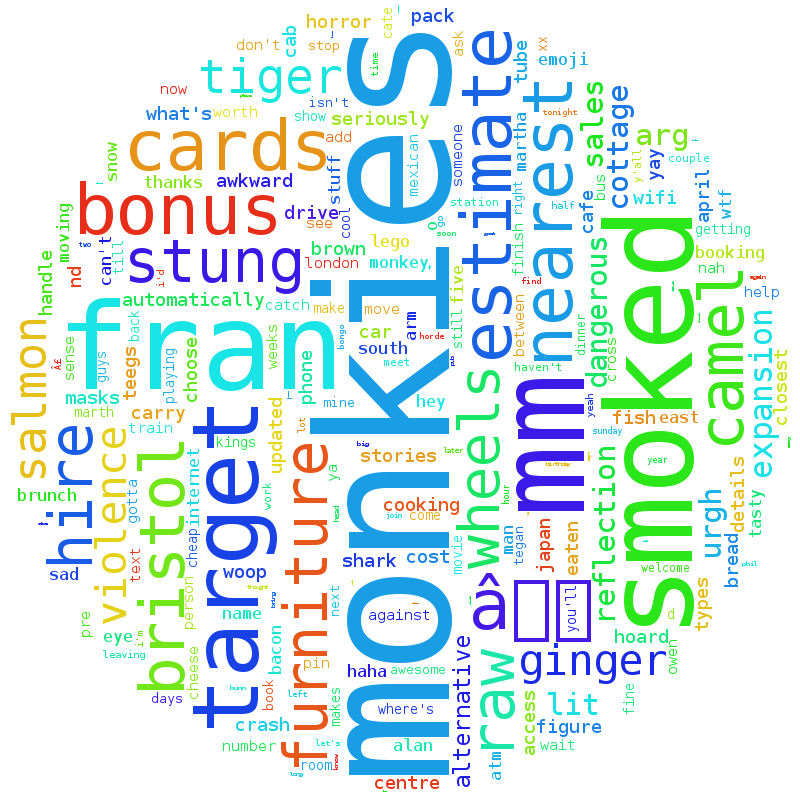 horror
cate
pack
don't
cab
stop
ask
xx
time
tube
emoji
tiger
now
isn't
what's
worth
show
seriously
monkies
estimate
nearest
tonight
sales
cottage
cards
add
mexican
someone
martha
arg
y'all
yay
couple
snow
stuff
thanks
awkward
bonus
drive
see
cool
station
right
half
cafe
bus
wifi
april
wtf
moving
can't
till
two
i'd
stung
brown
lego
o
go
soon
finish
smoked
getting
handle
nd
london
monkey,
five
find
dangerous
nah
booking
camel
again
help
automatically
catch
make
move
arm
horde
still
between
sense
back
fran
car
south
bongo
meet
pub
dinner
cross
expansion
salmon
£
guys
teegs
playing
choose
weeks
phone
haven't
closest
masks
marth
carry
mine
hey
wheels
mm
yeah
fish
east
hire
violence
train
bristol
target
kings
updated
lot
ya
big
stories
later
sunday
year
brunch
gotta
internet
work
furniture
head
cooking
join
come
hour
birthday
reflection
urgh
details
tasty
text
cheap
next
movie
man
tegan
japan
eaten
bread
sad
woop
thought
shark
cost
welcome
phil
person
being
against
â
you'll
types
d
pre
eye
i'm
name
bacon
pin
haha
awesome
alternative
raw
ginger
hoard
owen
leaving
cheese
bunn
left
days
book
makes
where's
lit
fine
crash
let's
alan
figure
access
number
room
know
long
centre
atm
wait